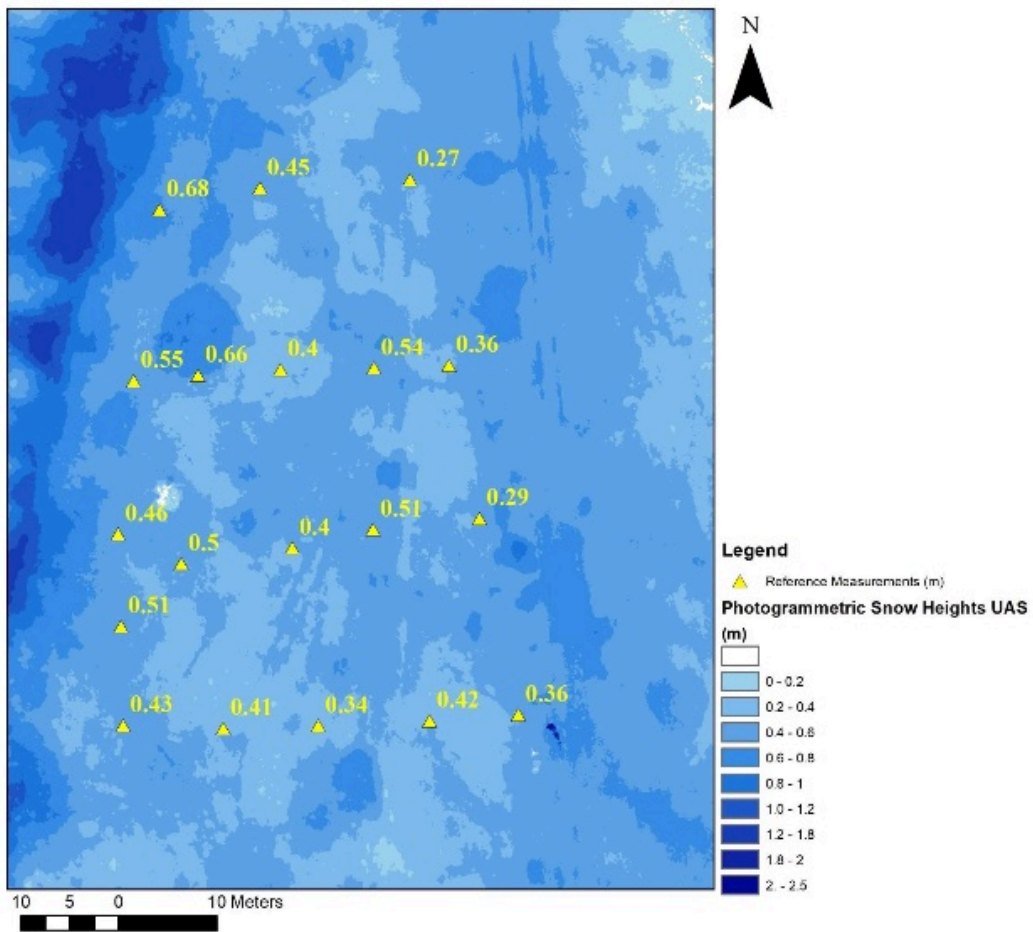 N
0.27
0.45
0.68
0.36
0.54
0.4
0.66
0.55
0.29
0.51
0.4
0.46
0.5
0.51
0.36
0.42
0.34
0.41
0.43
Legend
Reference Measurements (m)
Photogrammetric Snow Heights UAS
(m)
0 - 0.2
0.2 - 0.4
0.4 - 0.6
0.6 - 0.8
0.8 - 1
1.0 - 1.2
1.2 - 1.8
1.8 - 2
2. - 2.5
10 5 0 10 Meters